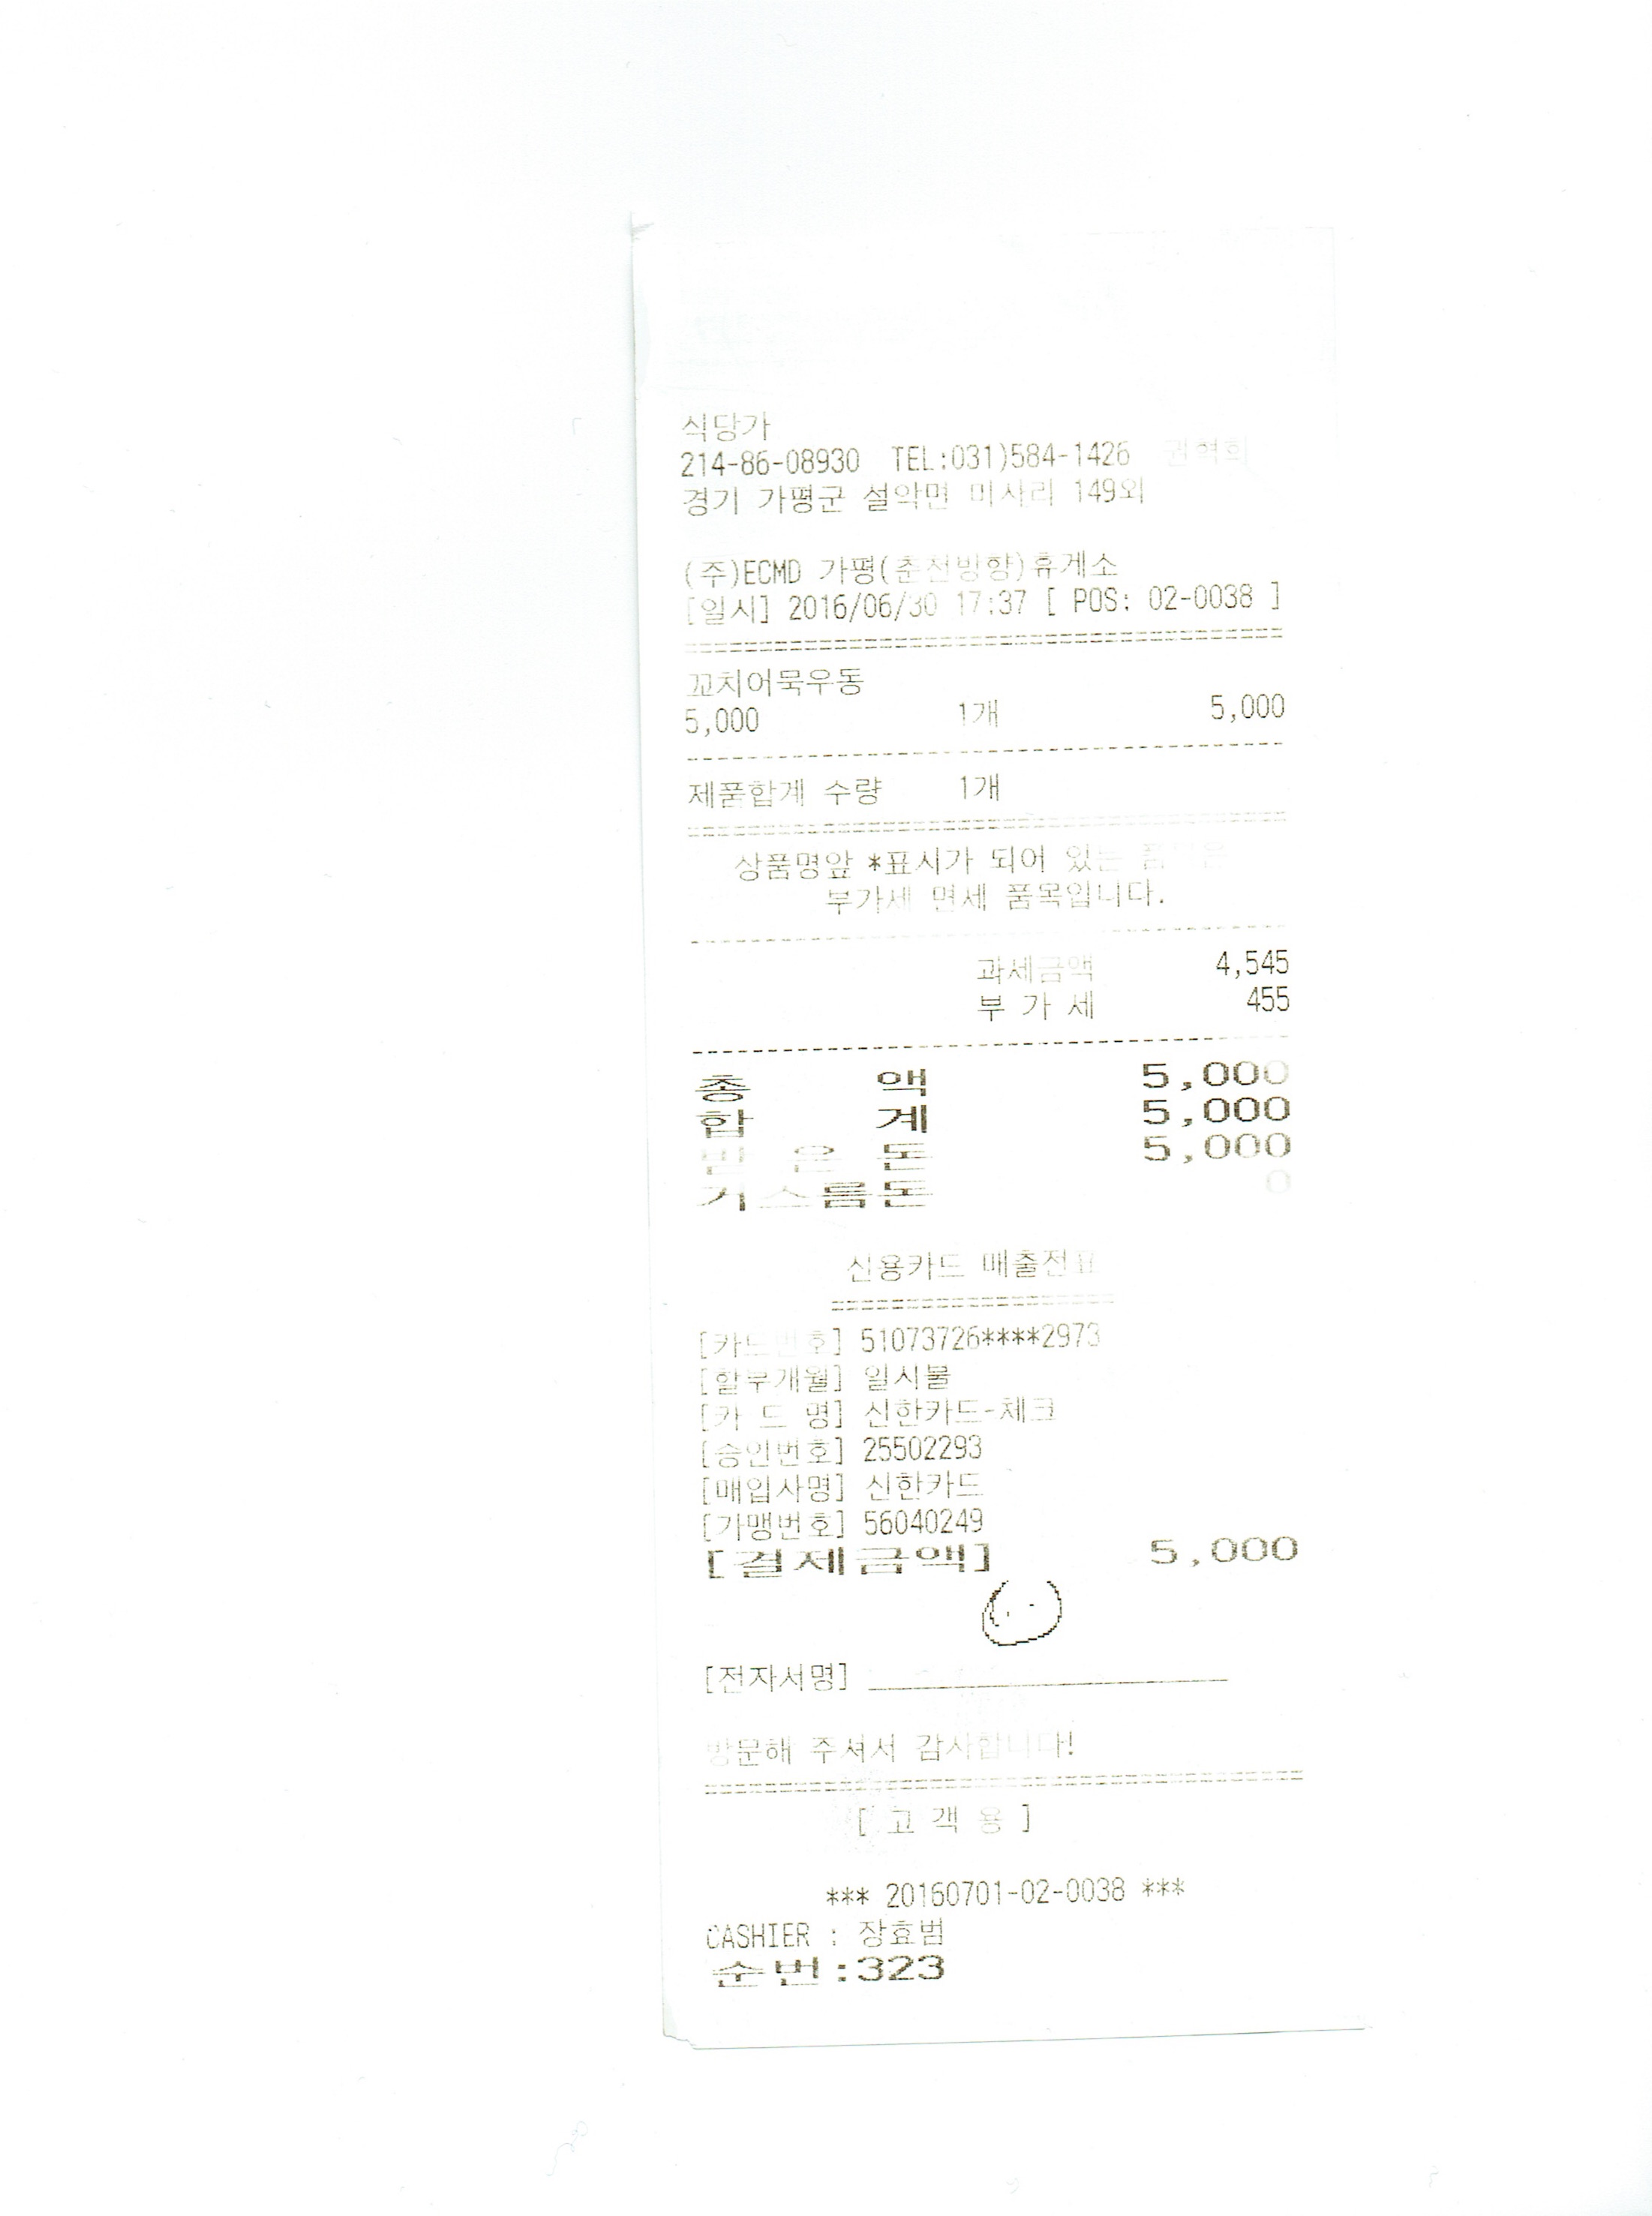 식당가
214-86-08930 TEL:031)584-1426 권혁희
경기 가평군 설악면 미사리 149외
(주)ECMD 가평(춘천방향)휴게소
[일시] 2016/06/30 17:37 [ POS: 02-0038 ]
꼬치어묵우동
5,000 1개 5,000
제품합계 수량 1개
상품명앞 *표시가 되어 있는 품목은
부가세 면세 품목입니다.
과세금액 4,545
부 가 세 455
총 액 5,000
합 계 5,000
받 은 돈 5,000
거스름돈 0
신용카드 매출전표
[카드번호] 51073726****2973
[할부개월] 일시불
[카 드 명] 신한카드-체크
[승인번호] 25502293
[매입사명] 신한카드
[가맹번호] 56040249
[결제금액] 5,000
[전자서명]
방문해 주셔서 감사합니다!
[ 고 객 용 ]
*** 20160701-02-0038 ***
CASHIER : 장효범
순번:323